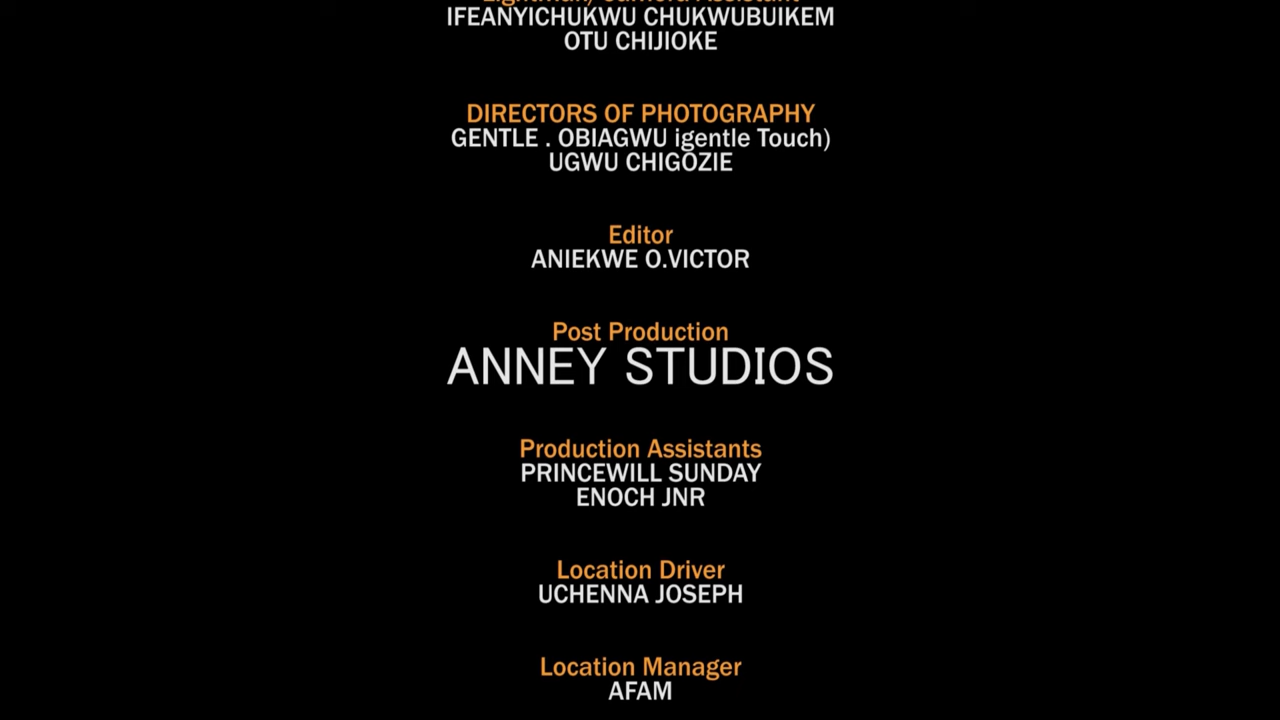 IFEANYICHUKWU CHUKWUBUIKEM
OTU CHIJIOKE
DIRECTORS OF PHOTOGRAPHY
GENTLE . OBIAGWU igentle Touch)
UGWU CHIGOZIE
Editor
ANIEKWE O.VICTOR
Post Production
ANNEY STUDIOS
Production Assistants
PRINCEWILL SUNDAY
ENOCH JNR
Location Driver
UCHENNA JOSEPH
Location Manager
AFAM